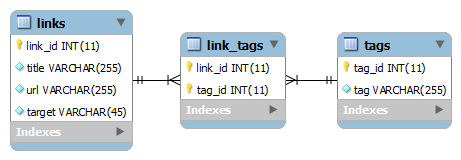 links
link_id INT(11)
title VARCHAR(255)
url VARCHAR(255)
target VARCHAR(45)
Indexes
link_tags
link_id INT(11)
tag_id INT(11)
Indexes
tags
tag_id INT(11)
tag VARCHAR(255)
Indexes